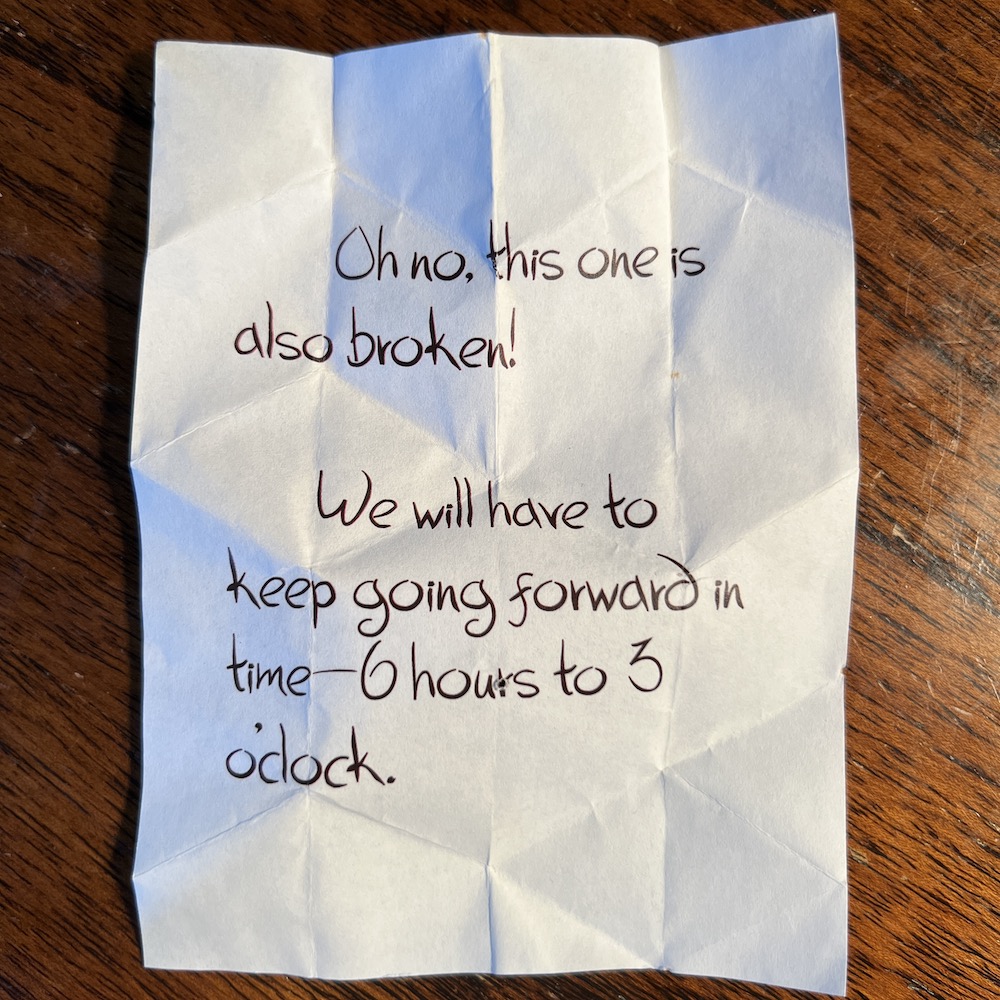 Oh no, this one is
also broken!
We will have to
keep going forward in
time—6 hours to 3
o'clock.